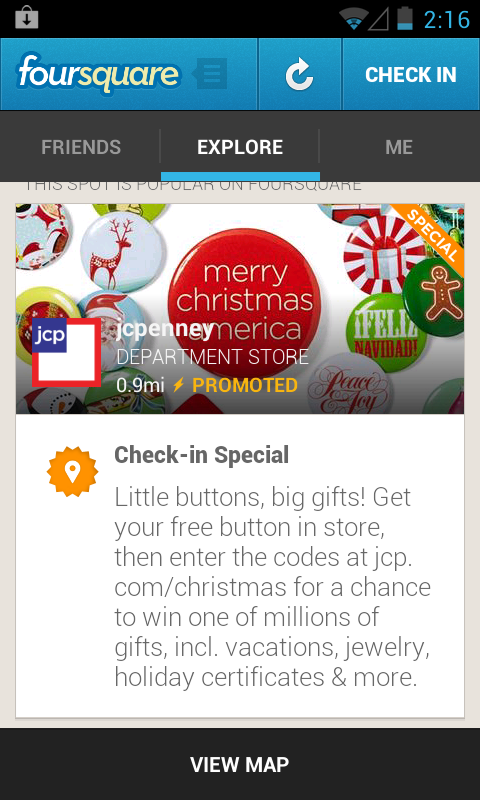 2:16
foursquare
CHECK IN
FRIENDS
EXPLORE
ME
THIS SPOT IS POPULAR ON FOURSQUARE
SPECIAL
merry
christmas
america
¡FELIZ
NAVIDAD!
Peace
&
Joy
jcp
jcpenney
DEPARTMENT STORE
0.9mi PROMOTED
Check-in Special
Little buttons, big gifts! Get
your free button in store,
then enter the codes at jcp.
com/christmas for a chance
to win one of millions of
gifts, incl. vacations, jewelry,
holiday certificates & more.
VIEW MAP